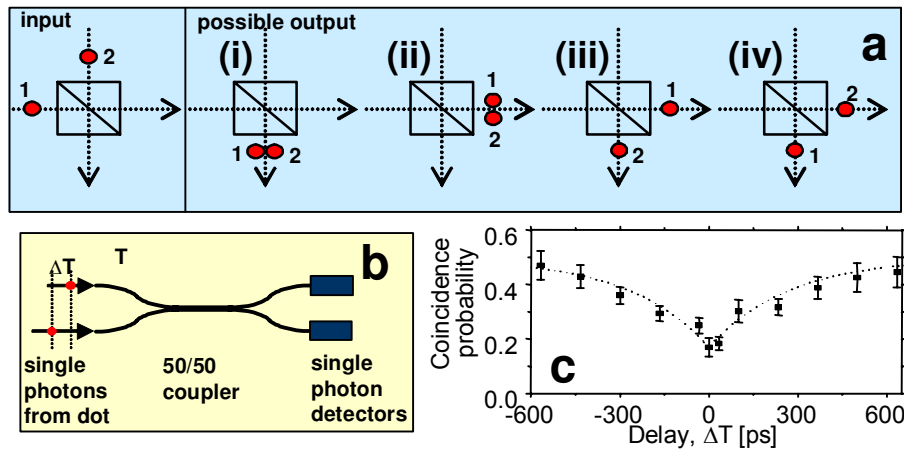 input
possible output
a
(i)
(ii)
(iii)
(iv)
2
1
1
2
1
2
1
2
2
1
b
ΔT
T
single
photons
from dot
50/50
coupler
single
photon
detectors
Coincidence
probability
0.6
0.4
0.2
0.0
c
-600
-300
0
300
600
Delay, ΔT [ps]